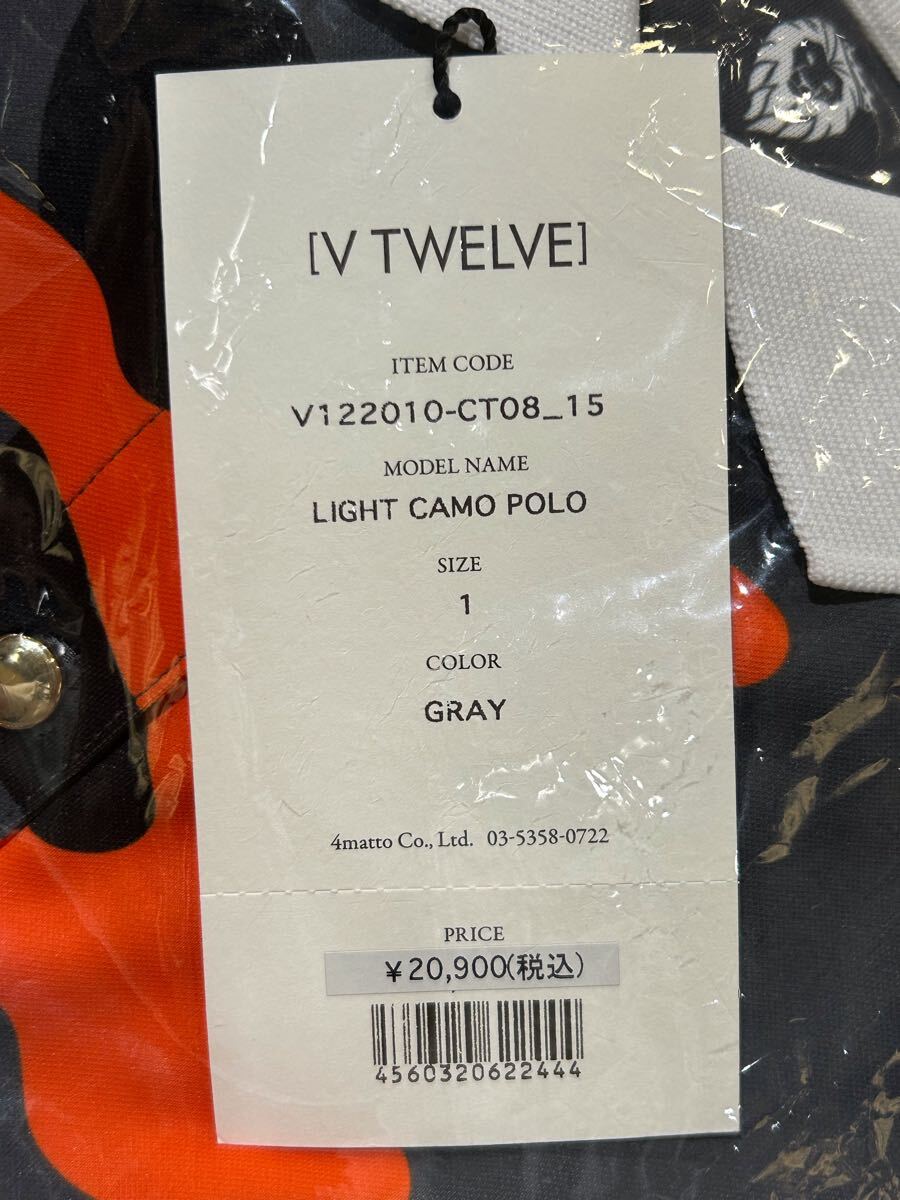 [V TWELVE]
ITEM CODE
V122010-CT08_15
MODEL NAME
LIGHT CAMO POLO
SIZE
1
COLOR
GRAY
4matto Co., Ltd. 03-5358-0722
PRICE
¥20,900(税込)
4560320622444